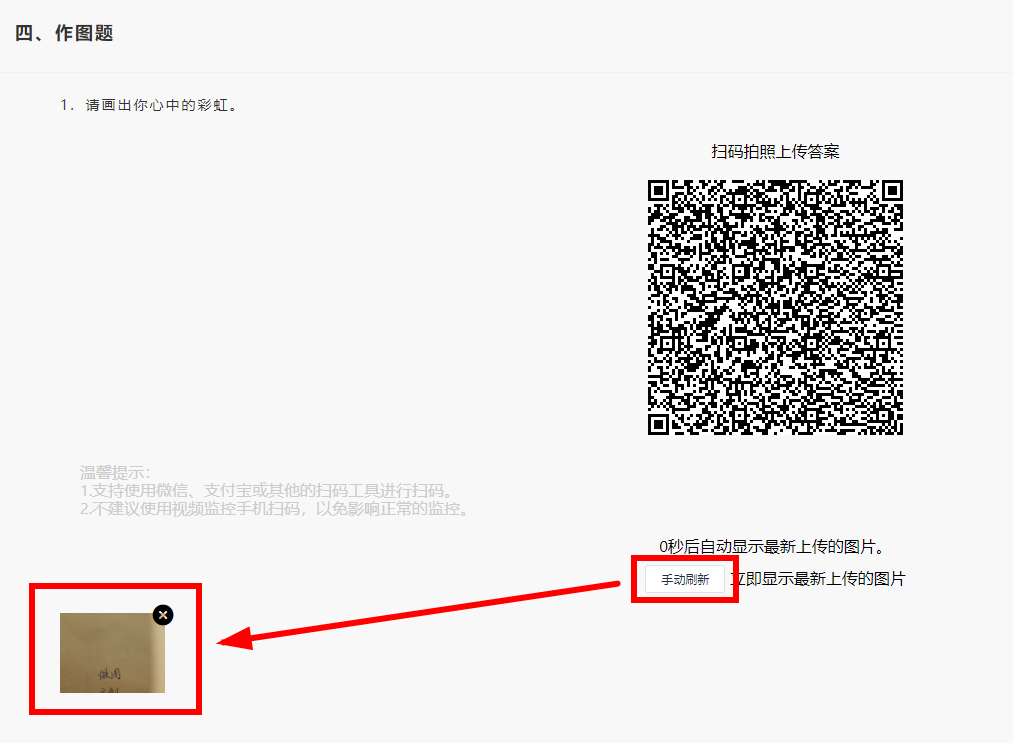 四、作图题
1. 请画出你心中的彩虹。
扫码拍照上传答案
温馨提示：
1.支持使用微信、支付宝或其他的扫码工具进行扫码。
2.不建议使用视频监控手机扫码，以免影响正常的监控。
0秒后自动显示最新上传的图片。
手动刷新 立即显示最新上传的图片